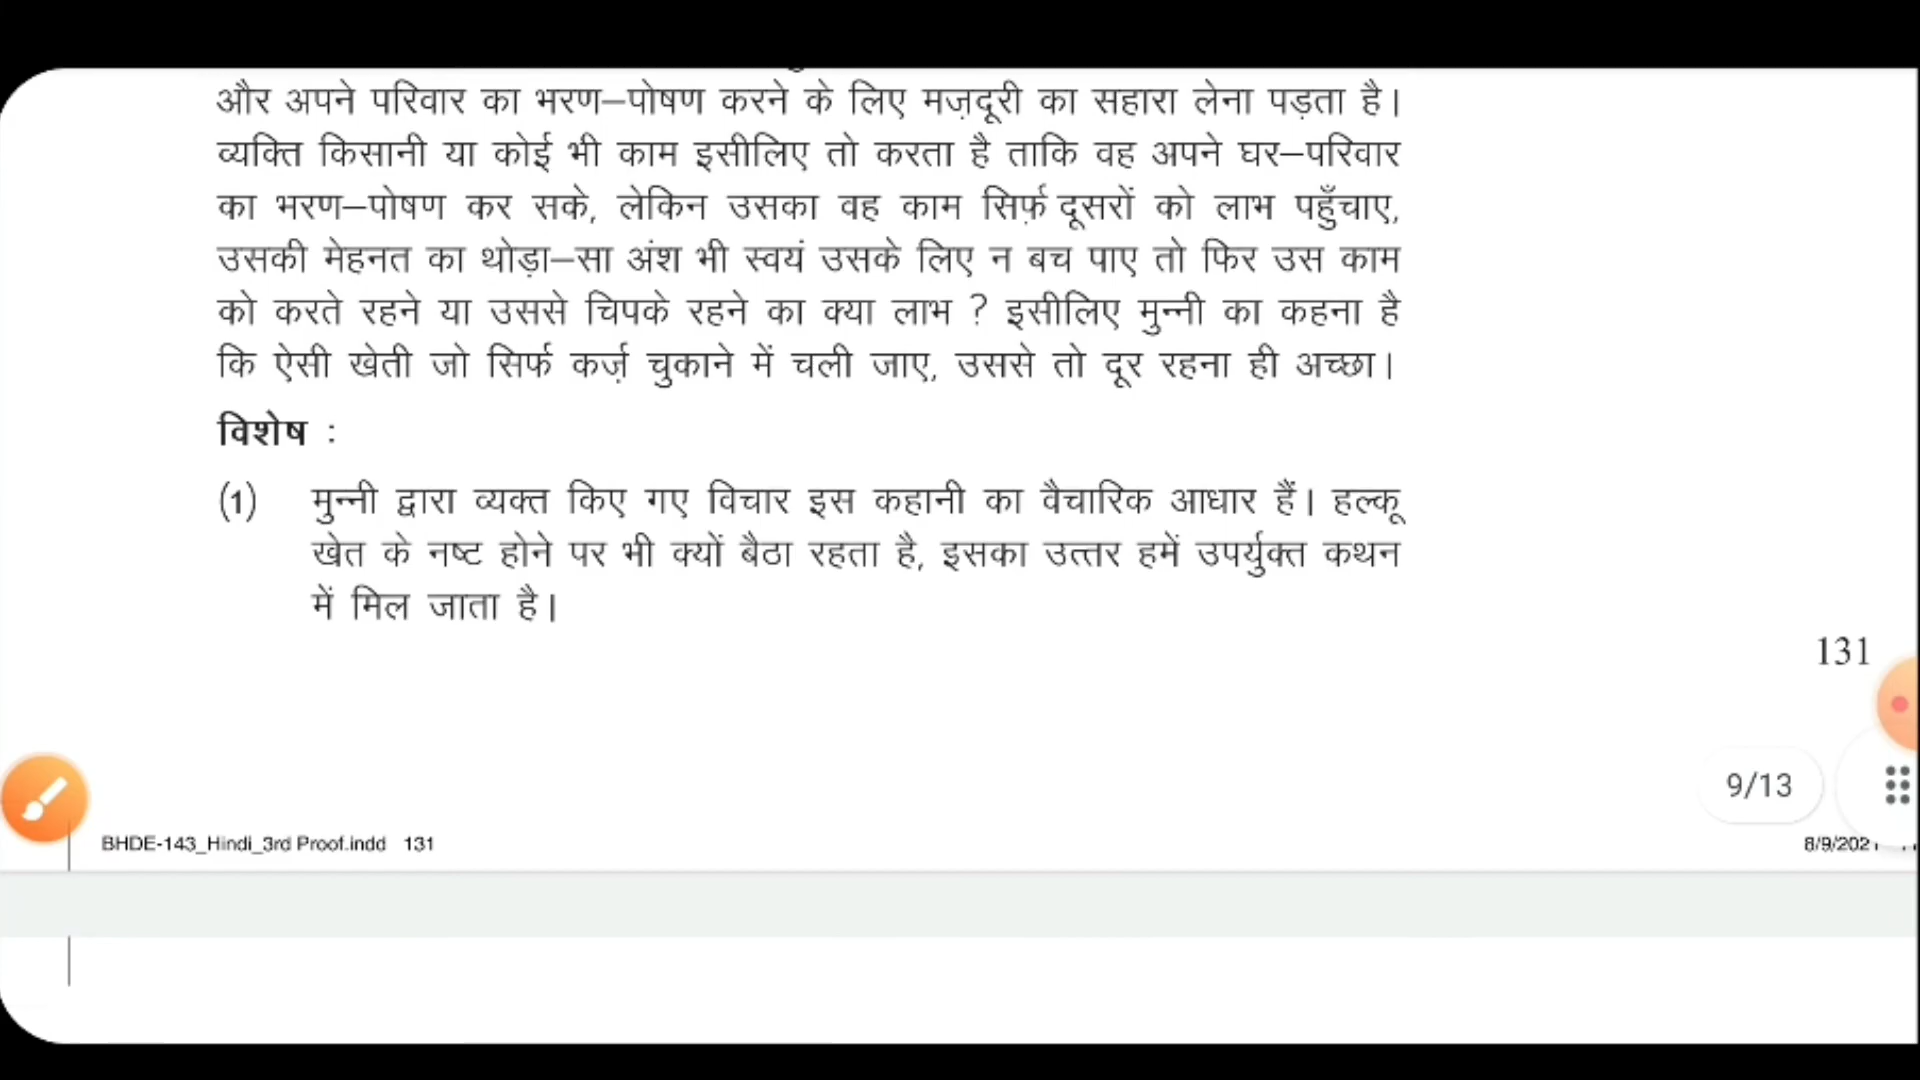 और अपने परिवार का भरण–पोषण करने के लिए मज़दूरी का सहारा लेना पड़ता है।
व्यक्ति किसानी या कोई भी काम इसीलिए तो करता है ताकि वह अपने घर–परिवार
का भरण–पोषण कर सके, लेकिन उसका वह काम सिर्फ़ दूसरों को लाभ पहुँचाए,
उसकी मेहनत का थोड़ा–सा अंश भी स्वयं उसके लिए न बच पाए तो फिर उस काम
को करते रहने या उससे चिपके रहने का क्या लाभ ? इसीलिए मुन्नी का कहना है
कि ऐसी खेती जो सिर्फ कर्ज़ चुकाने में चली जाए, उससे तो दूर रहना ही अच्छा।
विशेष :
(1) मुन्नी द्वारा व्यक्त किए गए विचार इस कहानी का वैचारिक आधार हैं। हल्कू
खेत के नष्ट होने पर भी क्यों बैठा रहता है, इसका उत्तर हमें उपर्युक्त कथन
में मिल जाता है।
131
9/13
BHDE-143_Hindi_3rd Proof.indd 131